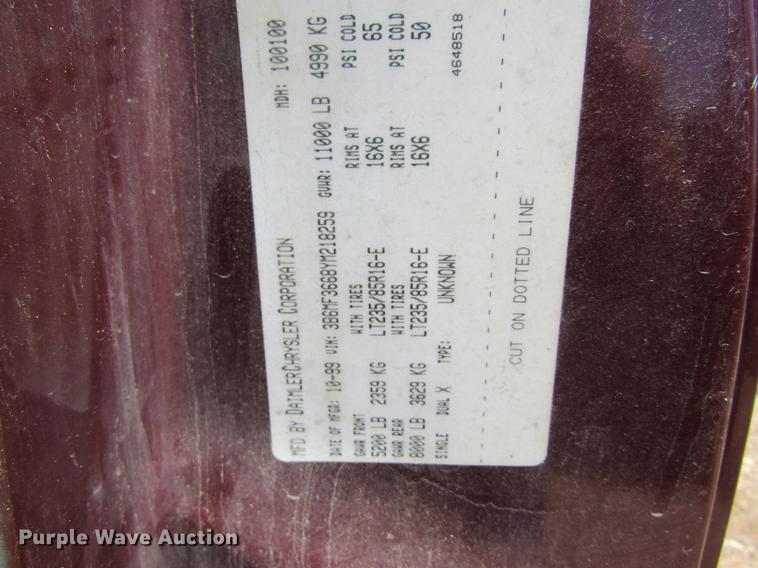 MFD BY DAIMLERCHRYSLER CORPORATION
DATE OF MFGR: 10-99 VIN: 3B6MF3668YM218259 GVWR: 11000 LB 4990 KG MDH: 100100
GAWR FRONT WITH TIRES RIMS AT PSI COLD
5200 LB 2359 KG LT235/85R16-E 16X6 65
GAWR REAR WITH TIRES RIMS AT PSI COLD
8000 LB 3629 KG LT235/85R16-E 16X6 50
SINGLE DUAL X TYPE: UNKNOWN 4648518
CUT ON DOTTED LINE
Purple Wave Auction